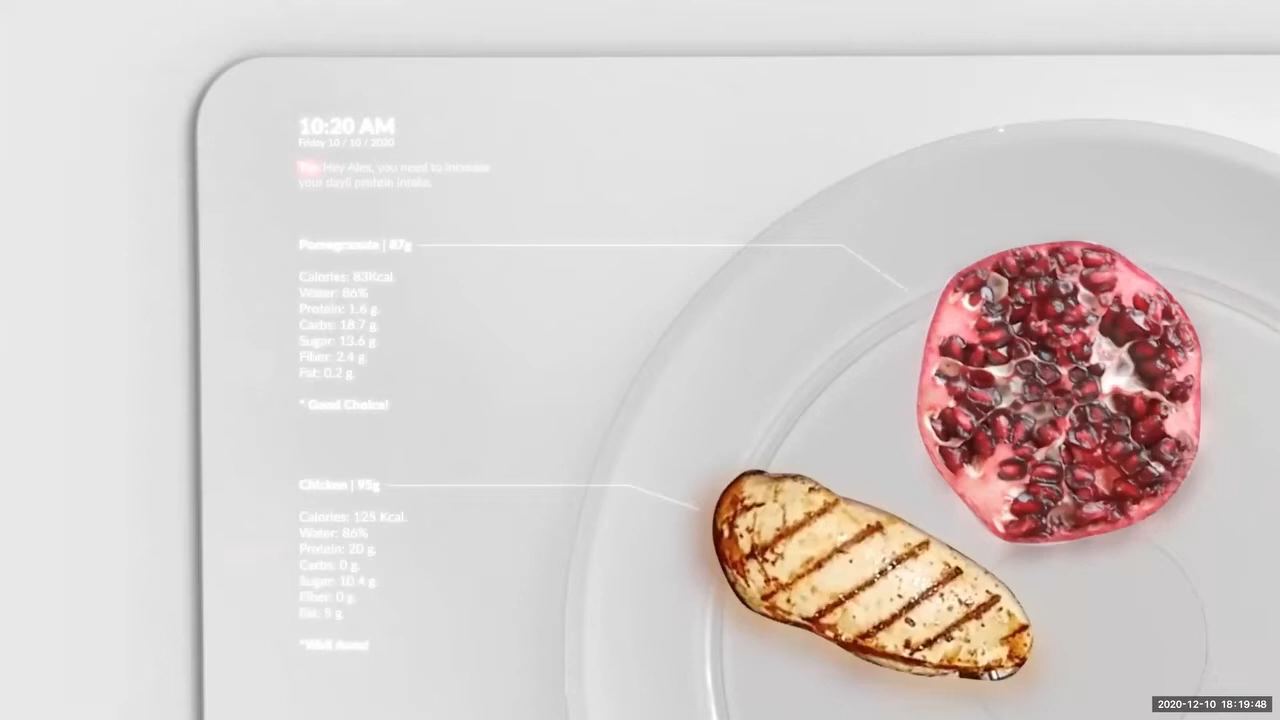 10:20 AM
Friday 10 / 10 / 2030
Hey Alex, you need to increase
your dayli protein intake.
Pomegranate | 87g
Calories: 83Kcal.
Water: 86%
Protein: 1.6 g.
Carbs: 18.7 g.
Sugar: 13.6 g.
Fiber: 2.4 g
Fat: 0.2 g.
* Good Choice!
Chicken | 95g
Calories: 125 Kcal.
Water: 86%
Protein: 20 g.
Carbs: 0 g.
Sugar: 10.4 g
Fiber: 0 g.
Fat: 5 g
*Well done!
2020-12-10 18:19:48